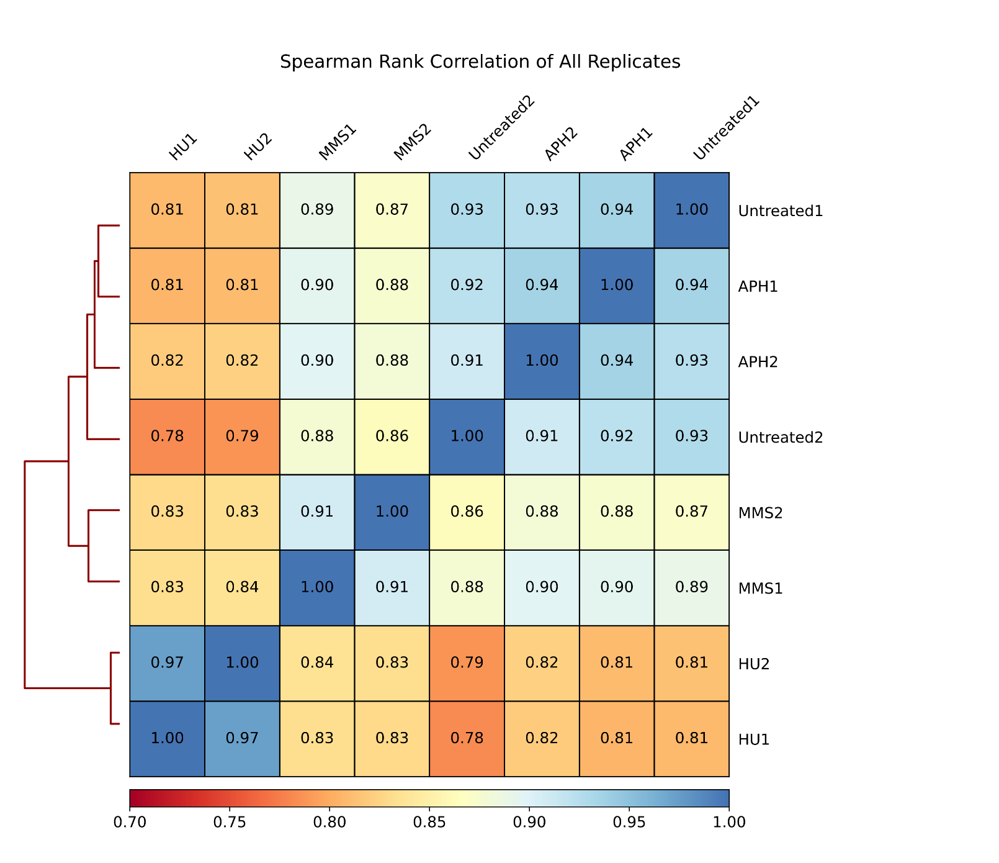 Spearman Rank Correlation of All Replicates
HU1 HU2 MMS1 MMS2 Untreated2 APH2 APH1 Untreated1
0.81 0.81 0.89 0.87 0.93 0.93 0.94 1.00 Untreated1
0.81 0.81 0.90 0.88 0.92 0.94 1.00 0.94 APH1
0.82 0.82 0.90 0.88 0.91 1.00 0.94 0.93 APH2
0.78 0.79 0.88 0.86 1.00 0.91 0.92 0.93 Untreated2
0.83 0.83 0.91 1.00 0.86 0.88 0.88 0.87 MMS2
0.83 0.84 1.00 0.91 0.88 0.90 0.90 0.89 MMS1
0.97 1.00 0.84 0.83 0.79 0.82 0.81 0.81 HU2
1.00 0.97 0.83 0.83 0.78 0.82 0.81 0.81 HU1
0.70 0.75 0.80 0.85 0.90 0.95 1.00